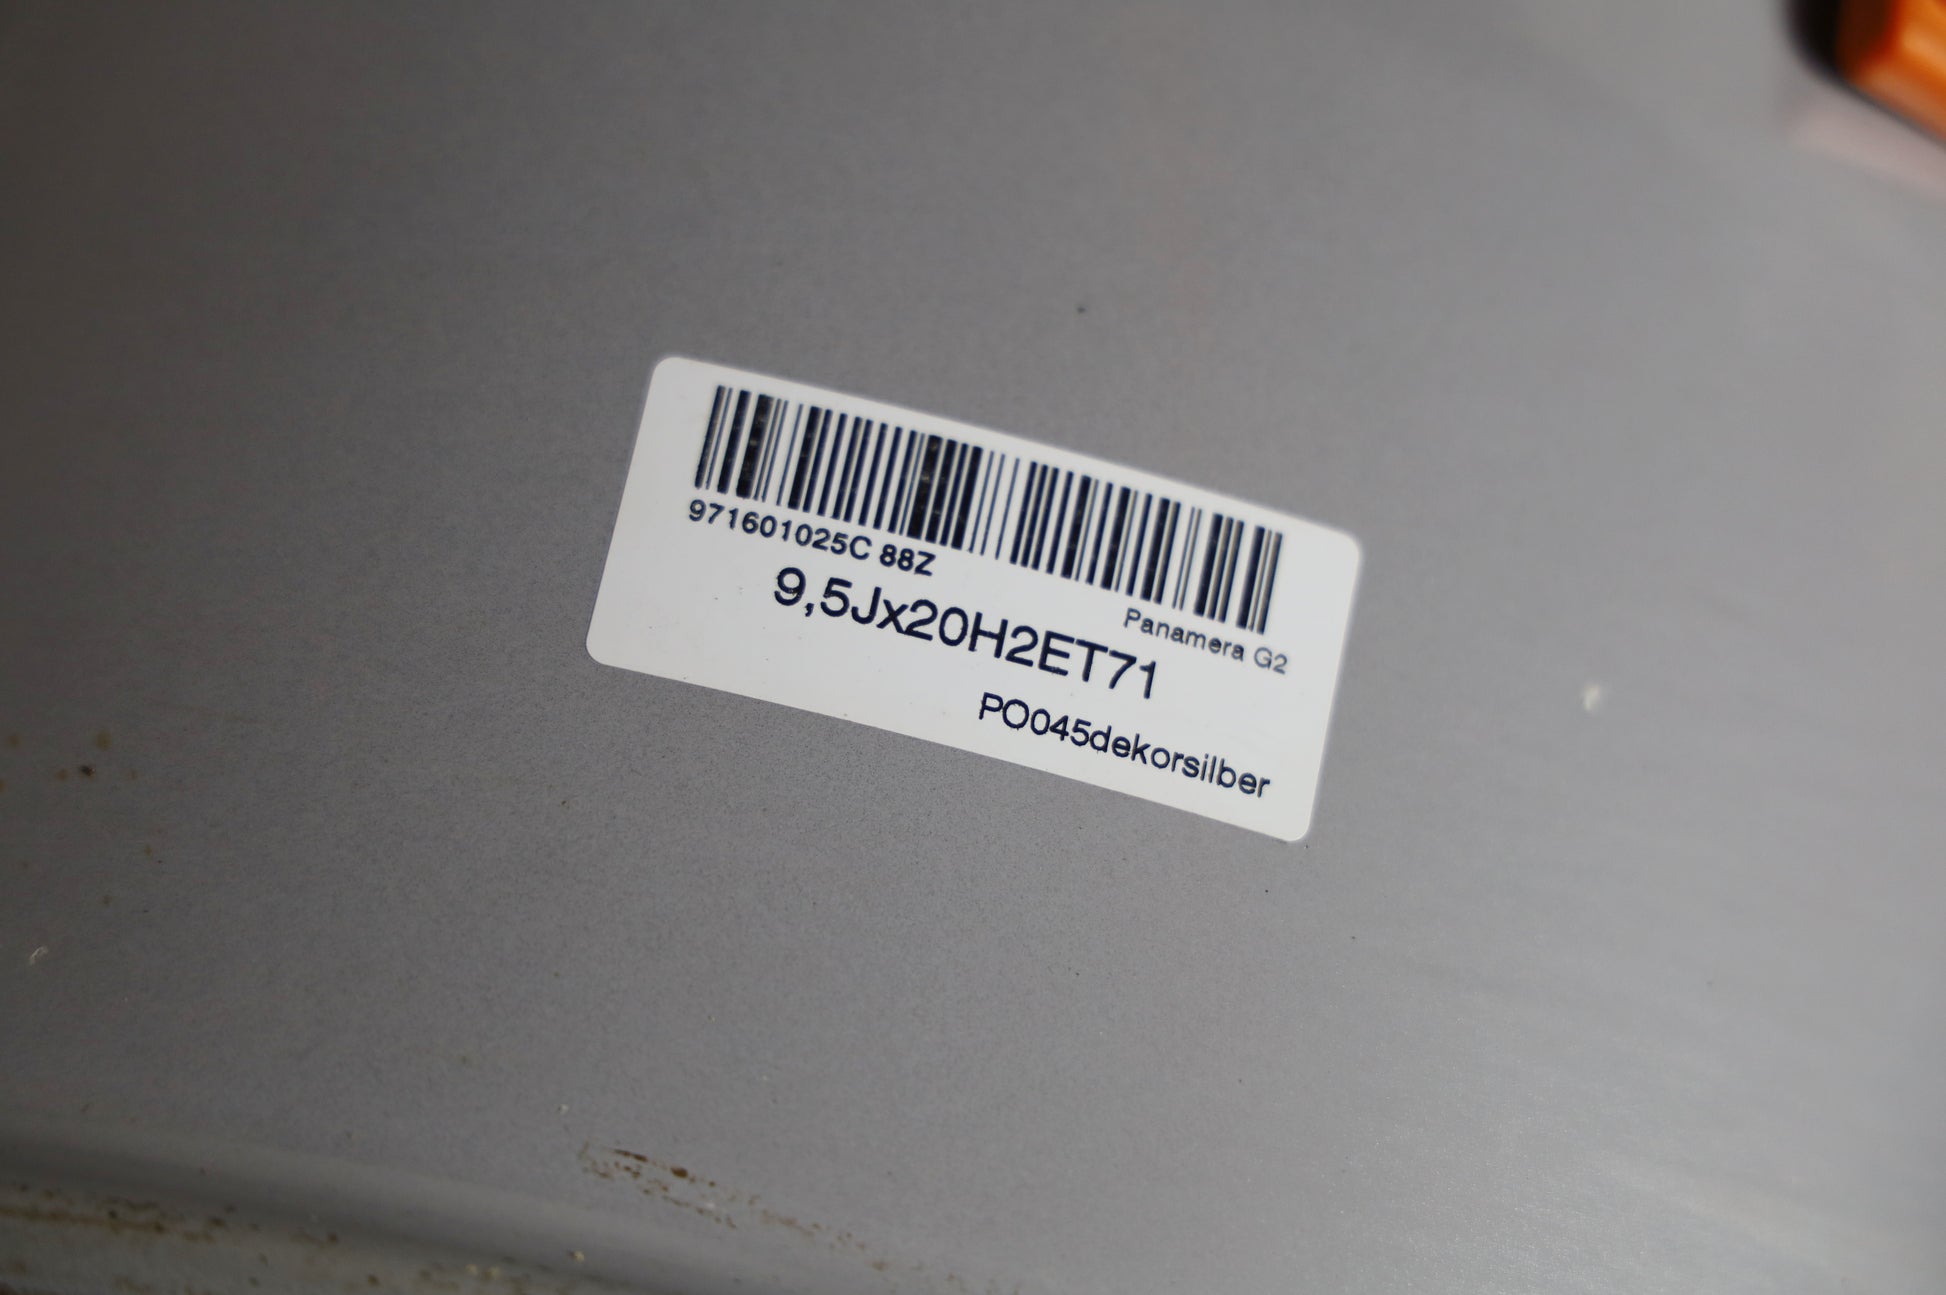 971601025C 88Z
Panamera G2
9,5Jx20H2ET71
PO045dekorsilber